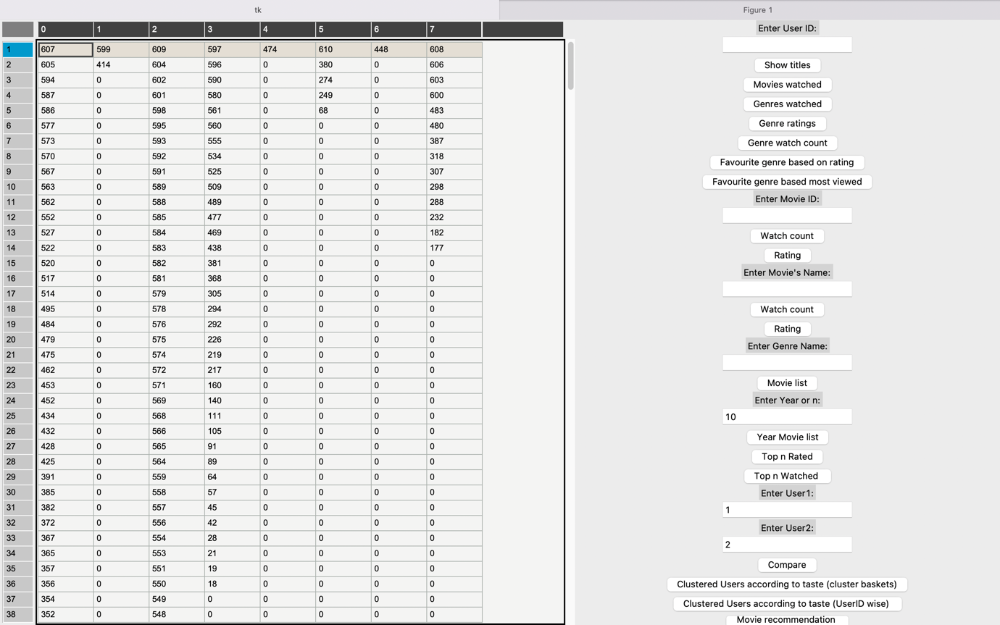 tk
Figure 1
0 1 2 3 4 5 6 7
1 607 599 609 597 474 610 448 608
2 605 414 604 596 0 380 0 606
3 594 0 602 590 0 274 0 603
4 587 0 601 580 0 249 0 600
5 586 0 598 561 0 68 0 483
6 577 0 595 560 0 0 0 480
7 573 0 593 555 0 0 0 387
8 570 0 592 534 0 0 0 318
9 567 0 591 525 0 0 0 307
10 563 0 589 509 0 0 0 298
11 562 0 588 489 0 0 0 288
12 552 0 585 477 0 0 0 232
13 527 0 584 469 0 0 0 182
14 522 0 583 438 0 0 0 177
15 520 0 582 381 0 0 0 0
16 517 0 581 368 0 0 0 0
17 514 0 579 305 0 0 0 0
18 495 0 578 294 0 0 0 0
19 484 0 576 292 0 0 0 0
20 479 0 575 226 0 0 0 0
21 475 0 574 219 0 0 0 0
22 462 0 572 217 0 0 0 0
23 453 0 571 160 0 0 0 0
24 452 0 569 140 0 0 0 0
25 434 0 568 111 0 0 0 0
26 432 0 566 105 0 0 0 0
27 428 0 565 91 0 0 0 0
28 425 0 564 89 0 0 0 0
29 391 0 559 64 0 0 0 0
30 385 0 558 57 0 0 0 0
31 382 0 557 45 0 0 0 0
32 372 0 556 42 0 0 0 0
33 367 0 554 28 0 0 0 0
34 365 0 553 21 0 0 0 0
35 357 0 551 19 0 0 0 0
36 356 0 550 18 0 0 0 0
37 354 0 549 0 0 0 0 0
38 352 0 548 0 0 0 0 0
Enter User ID:
Show titles
Movies watched
Genres watched
Genre ratings
Genre watch count
Favourite genre based on rating
Favourite genre based most viewed
Enter Movie ID:
Watch count
Rating
Enter Movie's Name:
Watch count
Rating
Enter Genre Name:
Movie list
Enter Year or n:
10
Year Movie list
Top n Rated
Top n Watched
Enter User1:
1
Enter User2:
2
Compare
Clustered Users according to taste (cluster baskets)
Clustered Users according to taste (UserID wise)
Movie recommendation